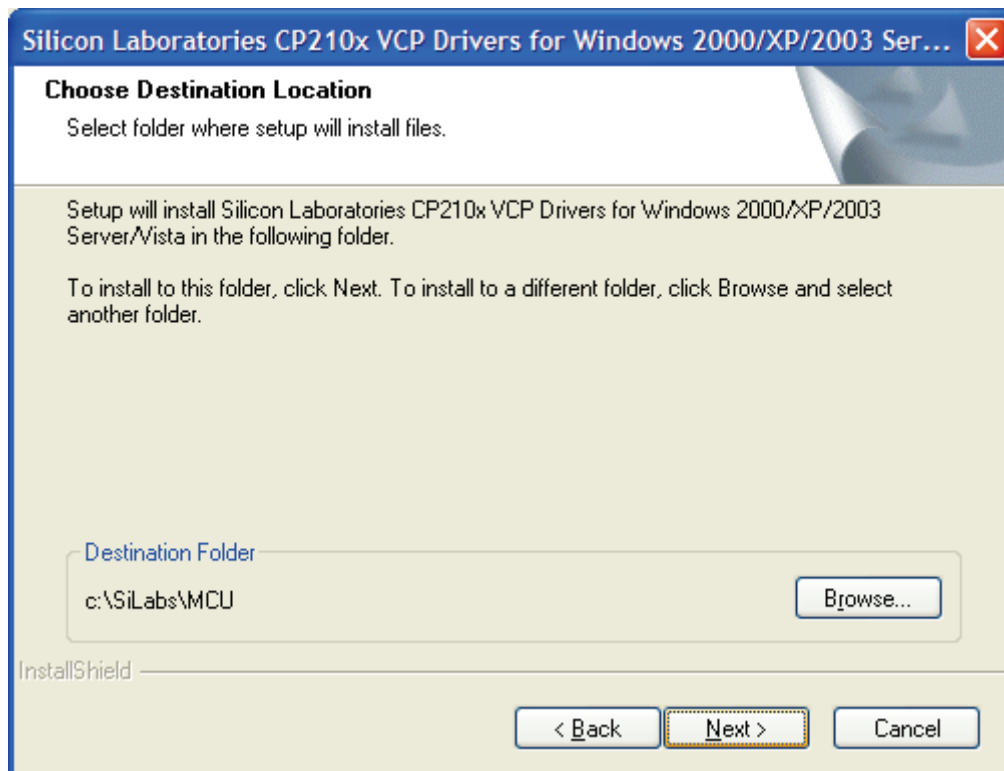 Silicon Laboratories CP210x VCP Drivers for Windows 2000/XP/2003 Ser...
Choose Destination Location
Select folder where setup will install files.
Setup will install Silicon Laboratories CP210x VCP Drivers for Windows 2000/XP/2003
Server/Vista in the following folder.
To install to this folder, click Next. To install to a different folder, click Browse and select
another folder.
Destination Folder
c:\SiLabs\MCU
Browse...
InstallShield
< Back
Next >
Cancel